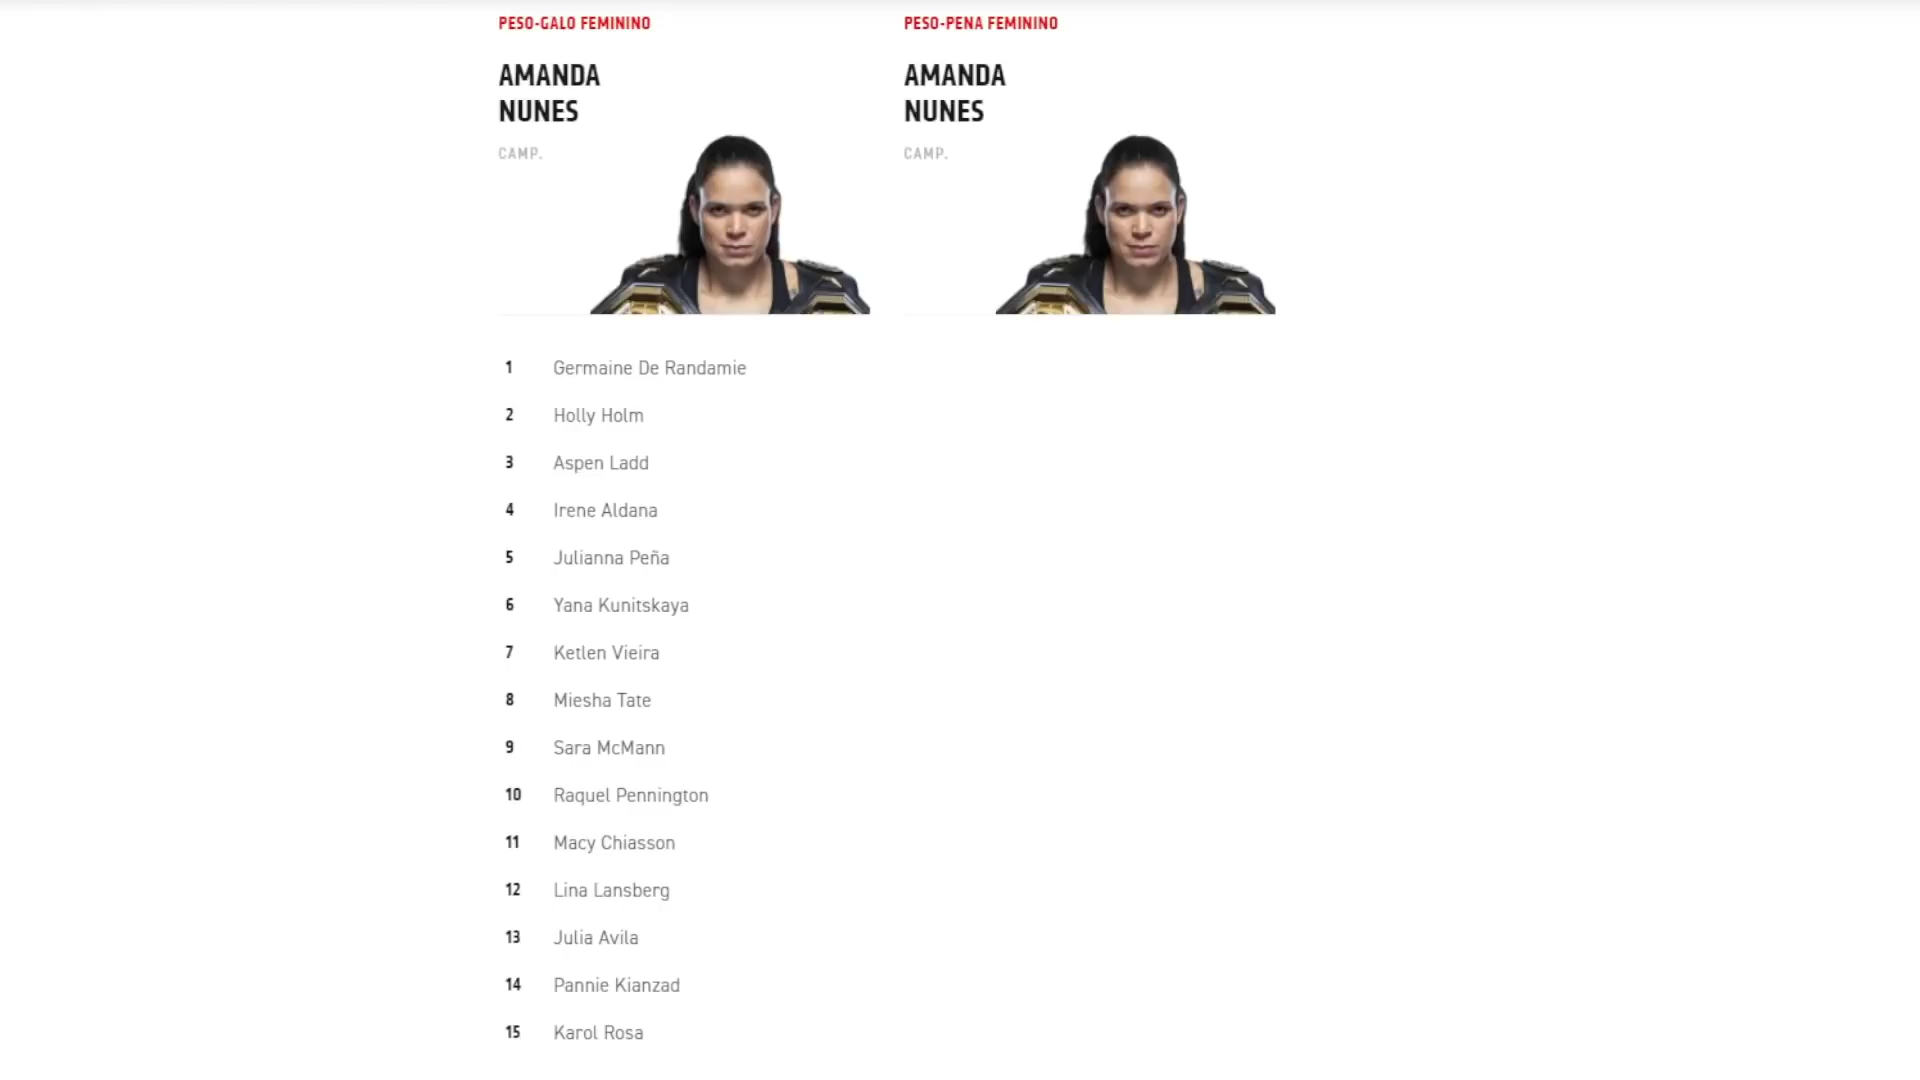 PESO-GALO FEMININO
AMANDA
NUNES
CAMP.
1 Germaine De Randamie
2 Holly Holm
3 Aspen Ladd
4 Irene Aldana
5 Julianna Peña
6 Yana Kunitskaya
7 Ketlen Vieira
8 Miesha Tate
9 Sara McMann
10 Raquel Pennington
11 Macy Chiasson
12 Lina Lansberg
13 Julia Avila
14 Pannie Kianzad
15 Karol Rosa
PESO-PENA FEMININO
AMANDA
NUNES
CAMP.